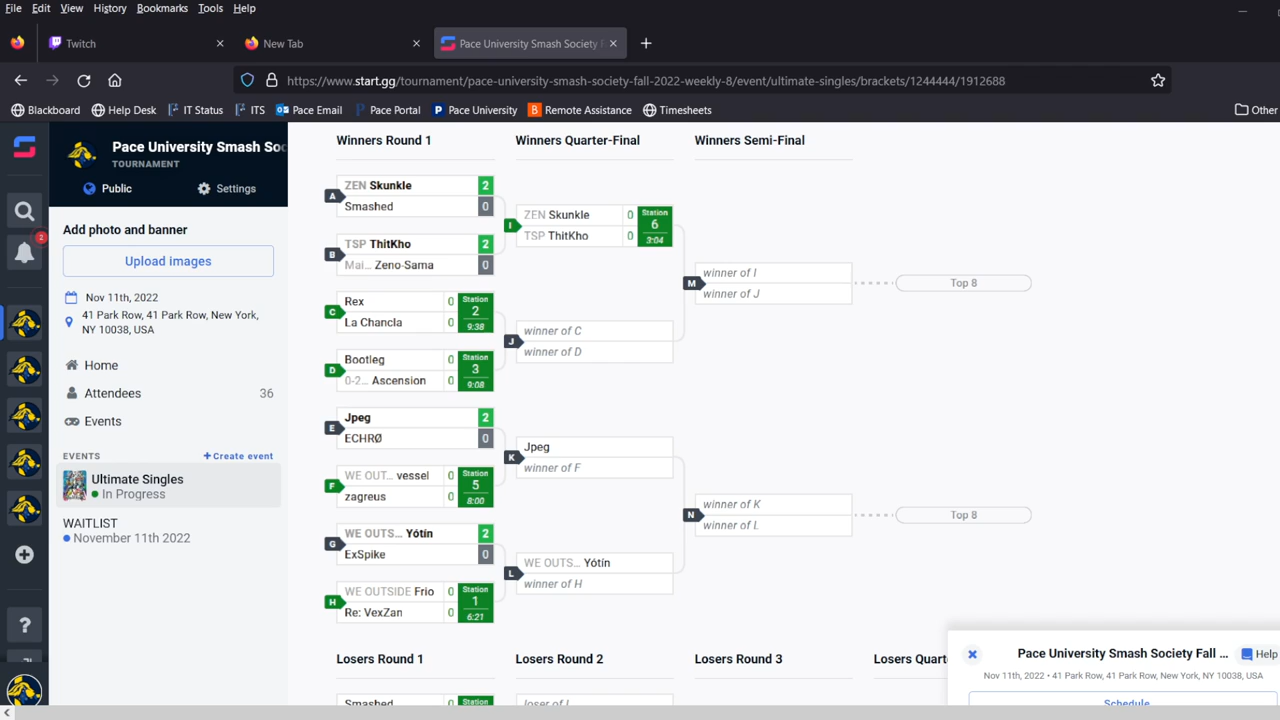 File Edit View History Bookmarks Tools Help
Twitch
New Tab
Pace University Smash Society F
https://www.start.gg/tournament/pace-university-smash-society-fall-2022-weekly-8/event/ultimate-singles/brackets/1244444/1912688
Blackboard Help Desk IT Status ITS Pace Email Pace Portal Pace University Remote Assistance Timesheets Other
Pace University Smash Soc
TOURNAMENT
Public Settings
Add photo and banner
Upload images
2
Nov 11th, 2022
41 Park Row, 41 Park Row, New York,
NY 10038, USA
Home
Attendees 36
Events
EVENTS + Create event
Ultimate Singles
In Progress
WAITLIST
November 11th 2022
Winners Round 1 Winners Quarter-Final Winners Semi-Final
A
ZEN Skunkle 2
Smashed 0
B
TSP ThitKho 2
Mai... Zeno-Sama 0
C
Rex 0
La Chancla 0
Station
2
9:38
D
Bootleg 0
0-2... Ascension 0
Station
3
9:08
E
Jpeg 2
ECHRØ 0
F
WE OUT... vessel 0
zagreus 0
Station
5
8:00
G
WE OUTS... Yótín 2
ExSpike 0
H
WE OUTSIDE Frio 0
Re: VexZan 0
Station
1
6:21
I
ZEN Skunkle 0
TSP ThitKho 0
Station
6
3:04
J
winner of C
winner of D
K
Jpeg
winner of F
L
WE OUTS... Yótín
winner of H
M
winner of I
winner of J
Top 8
N
winner of K
winner of L
Top 8
Losers Round 1 Losers Round 2 Losers Round 3 Losers Quart
Smashed
Station
Pace University Smash Society Fall ...
Help
Nov 11th, 2022 • 41 Park Row, 41 Park Row, New York, NY 10038, USA
Schedule